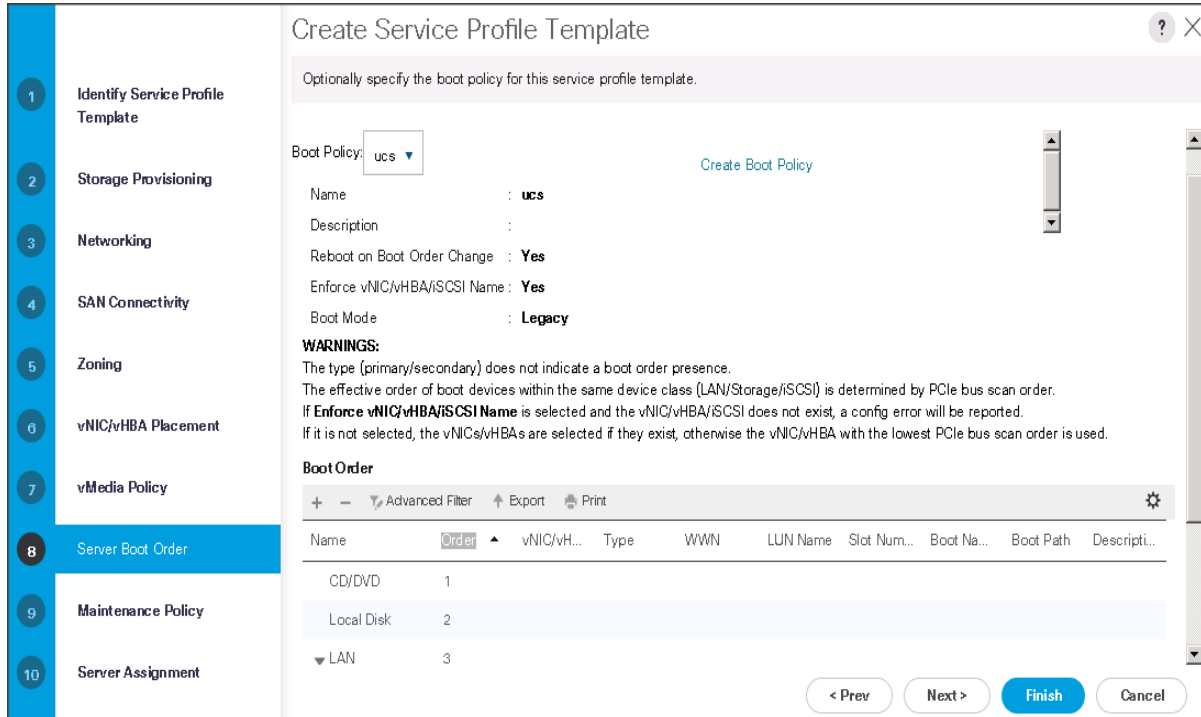 Create Service Profile Template
? X
Optionally specify the boot policy for this service profile template.
1 Identify Service Profile Template
2 Storage Provisioning
3 Networking
4 SAN Connectivity
5 Zoning
6 vNIC/vHBA Placement
7 vMedia Policy
8 Server Boot Order
9 Maintenance Policy
10 Server Assignment
Boot Policy: ucs ▼
Create Boot Policy
Name : ucs
Description :
Reboot on Boot Order Change : Yes
Enforce vNIC/vHBA/iSCSI Name : Yes
Boot Mode : Legacy
WARNINGS:
The type (primary/secondary) does not indicate a boot order presence.
The effective order of boot devices within the same device class (LAN/Storage/iSCSI) is determined by PCIe bus scan order.
If Enforce vNIC/vHBA/iSCSI Name is selected and the vNIC/vHBA/iSCSI does not exist, a config error will be reported.
If it is not selected, the vNICs/vHBAs are selected if they exist, otherwise the vNIC/vHBA with the lowest PCIe bus scan order is used.
Boot Order
+ − Advanced Filter Export Print
Name Order ▲ vNIC/vH... Type WWN LUN Name Slot Num... Boot Na... Boot Path Descripti...
CD/DVD 1
Local Disk 2
LAN 3
< Prev Next > Finish Cancel